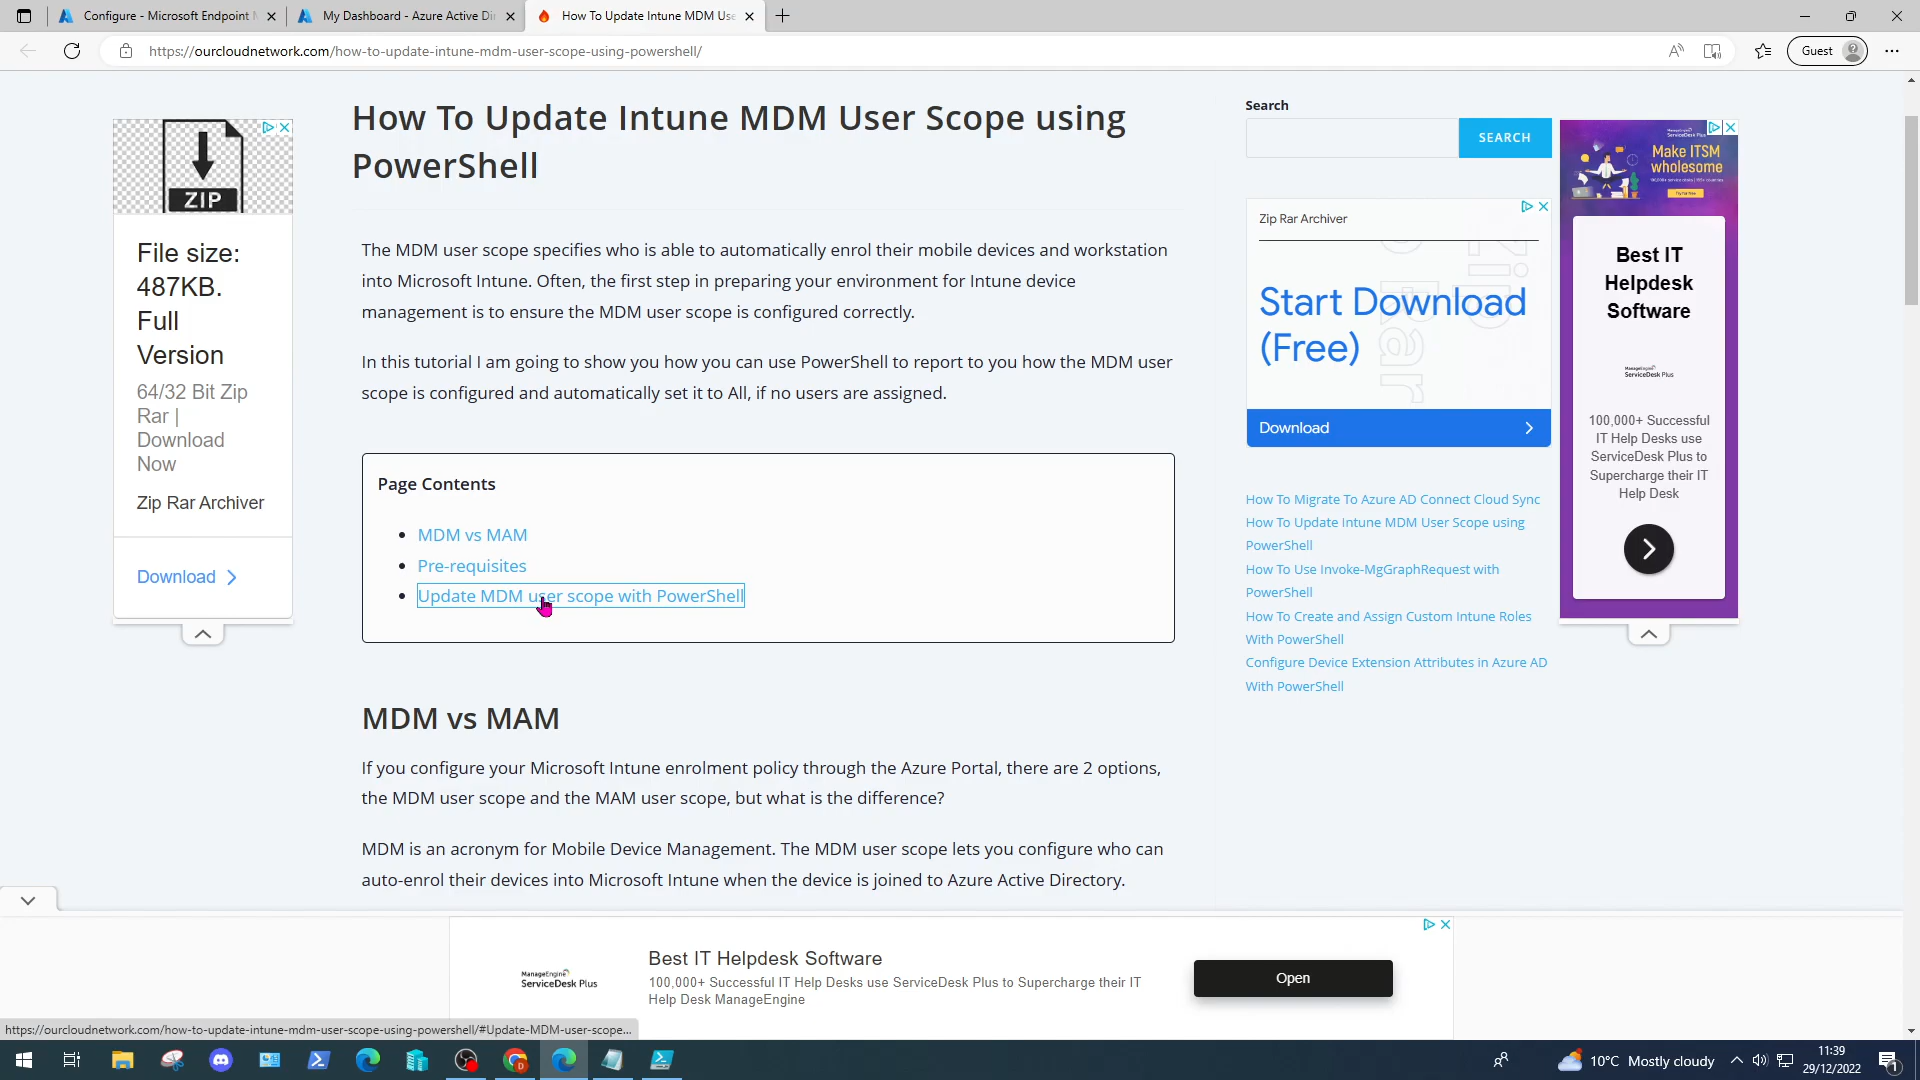 Configure - Microsoft Endpoint M
My Dashboard - Azure Active Di
How To Update Intune MDM Use
https://ourcloudnetwork.com/how-to-update-intune-mdm-user-scope-using-powershell/
Guest
How To Update Intune MDM User Scope using
PowerShell
ZIP
File size:
487KB.
Full
Version
64/32 Bit Zip
Rar |
Download
Now
Zip Rar Archiver
Download
The MDM user scope specifies who is able to automatically enrol their mobile devices and workstation
into Microsoft Intune. Often, the first step in preparing your environment for Intune device
management is to ensure the MDM user scope is configured correctly.
In this tutorial I am going to show you how you can use PowerShell to report to you how the MDM user
scope is configured and automatically set it to All, if no users are assigned.
Page Contents
MDM vs MAM
Pre-requisites
Update MDM user scope with PowerShell
MDM vs MAM
If you configure your Microsoft Intune enrolment policy through the Azure Portal, there are 2 options,
the MDM user scope and the MAM user scope, but what is the difference?
MDM is an acronym for Mobile Device Management. The MDM user scope lets you configure who can
auto-enrol their devices into Microsoft Intune when the device is joined to Azure Active Directory.
Search
SEARCH
Zip Rar Archiver
Start Download
(Free)
Download
How To Migrate To Azure AD Connect Cloud Sync
How To Update Intune MDM User Scope using
PowerShell
How To Use Invoke-MgGraphRequest with
PowerShell
How To Create and Assign Custom Intune Roles
With PowerShell
Configure Device Extension Attributes in Azure AD
With PowerShell
Make ITSM
wholesome
Best IT
Helpdesk
Software
ManageEngine
ServiceDesk Plus
100,000+ Successful
IT Help Desks use
ServiceDesk Plus to
Supercharge their IT
Help Desk
ManageEngine
ServiceDesk Plus
Best IT Helpdesk Software
100,000+ Successful IT Help Desks use ServiceDesk Plus to Supercharge their IT
Help Desk ManageEngine
Open
https://ourcloudnetwork.com/how-to-update-intune-mdm-user-scope-using-powershell/#Update-MDM-user-scope...
10°C Mostly cloudy
11:39
29/12/2022
1